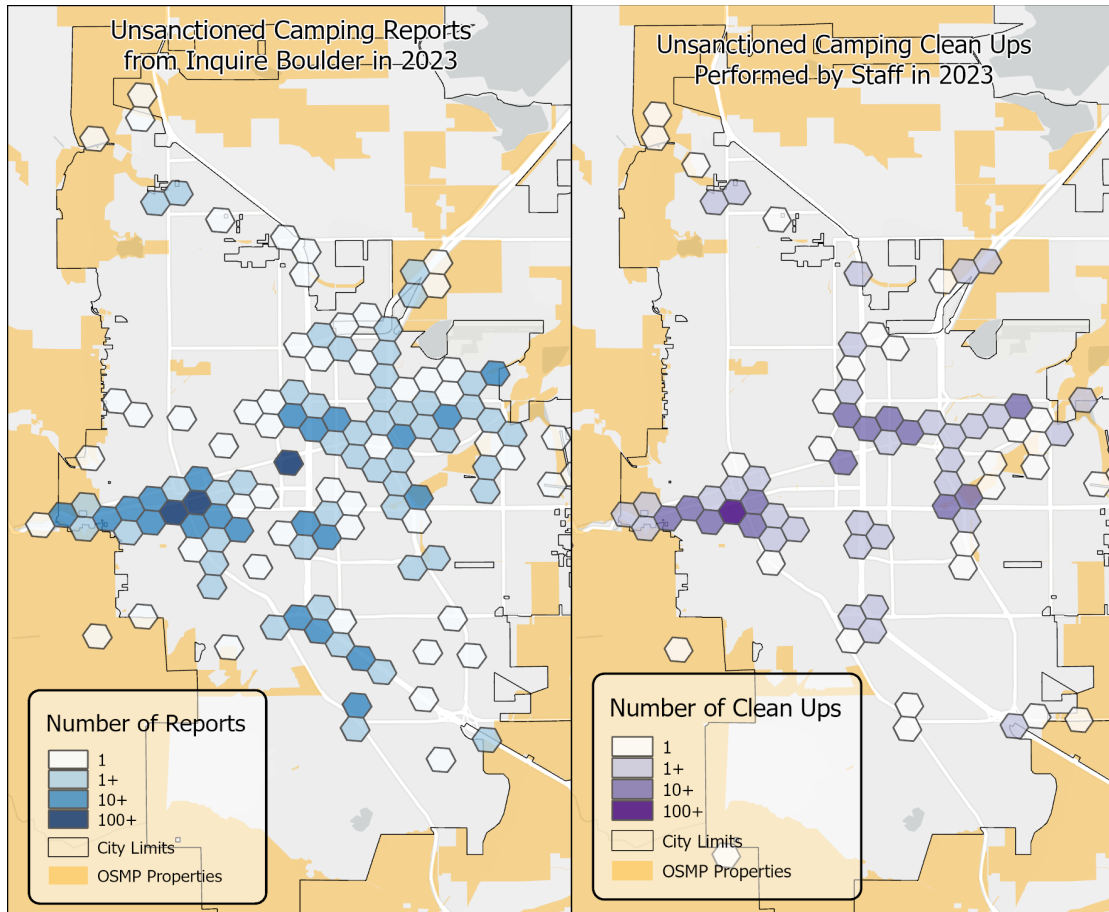 Unsanctioned Camping Reports
from Inquire Boulder in 2023
Number of Reports
1
1+
10+
100+
City Limits
OSMP Properties
Unsanctioned Camping Clean Ups
Performed by Staff in 2023
Number of Clean Ups
1
1+
10+
100+
City Limits
OSMP Properties